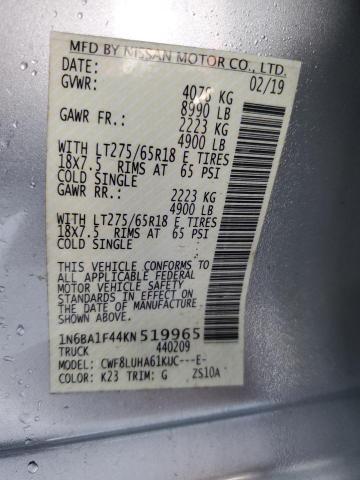 MFD BY NISSAN MOTOR CO., LTD.
DATE: 02/19
GVWR: 4076 KG
8990 LB
GAWR FR.: 2223 KG
4900 LB
WITH LT275/65R18 E TIRES
18X7.5 RIMS AT 65 PSI
COLD SINGLE
GAWR RR.: 2223 KG
4900 LB
WITH LT275/65R18 E TIRES
18X7.5 RIMS AT 65 PSI
COLD SINGLE
THIS VEHICLE CONFORMS
TO ALL APPLICABLE FEDERAL
MOTOR VEHICLE SAFETY
STANDARDS IN EFFECT ON
THE DATE OF MANUFACTURE
SHOWN ABOVE
1N6BA1F44KN519965
TRUCK 440209
MODEL: CWF8LUHA61KUC---E-
COLOR: K23 TRIM: G ZS10A